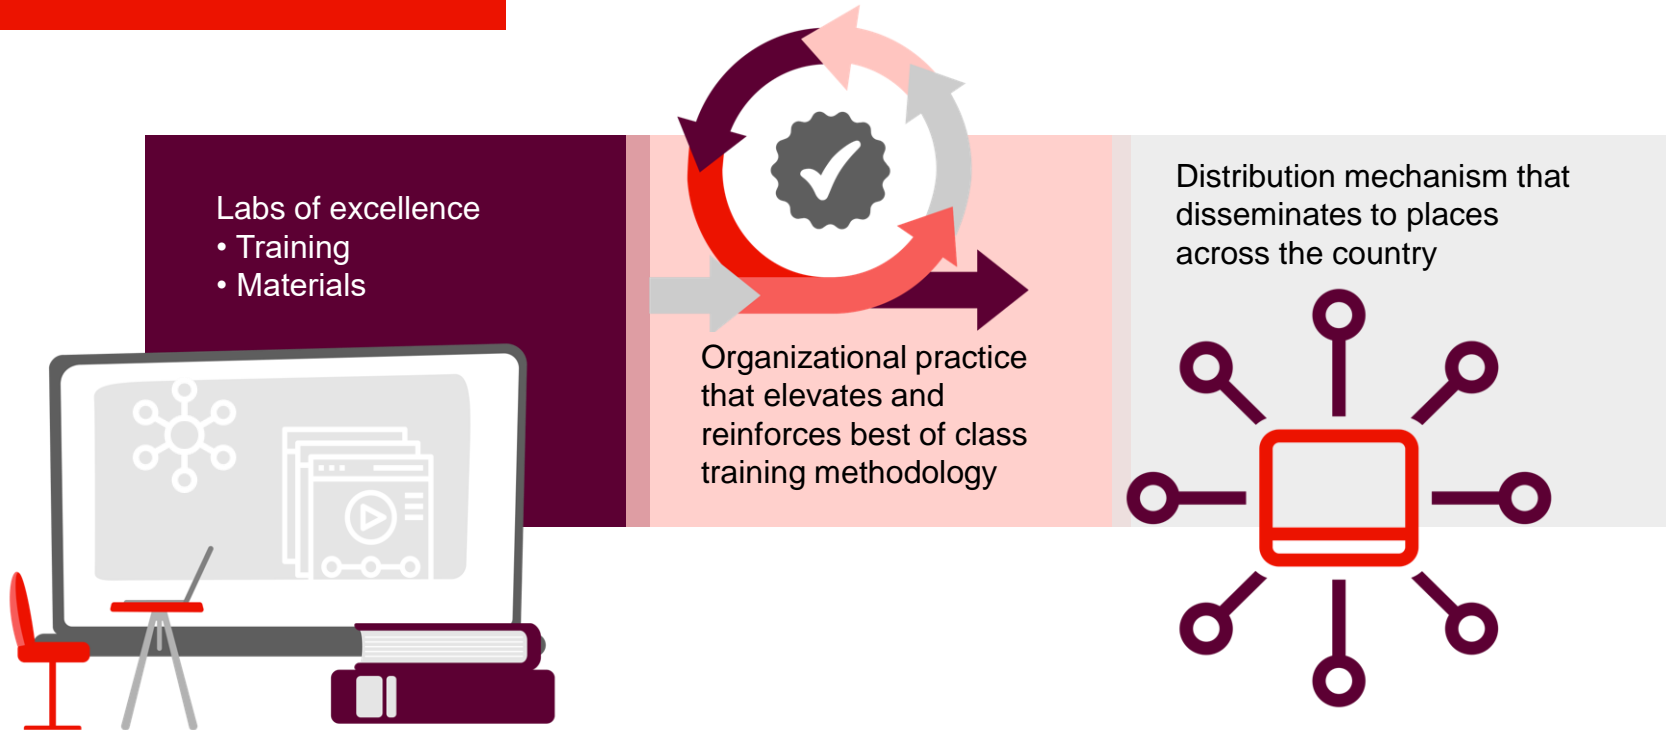 Labs of excellence
• Training
• Materials
Organizational practice
that elevates and
reinforces best of class
training methodology
Distribution mechanism that
disseminates to places
across the country